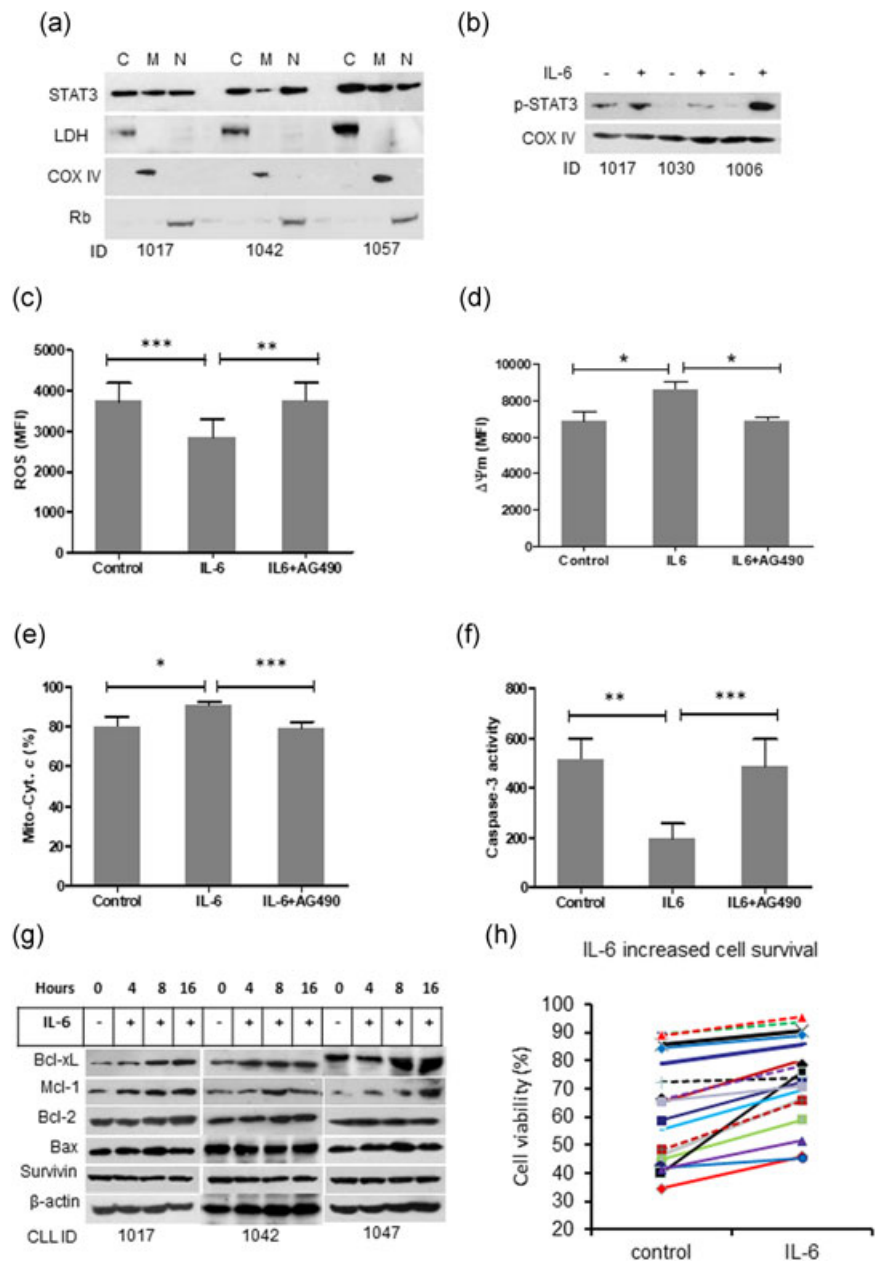 (a)
C M N C M N C M N
STAT3
LDH
COX IV
Rb
ID 1017 1042 1057
(b)
IL-6 - + - + - +
p-STAT3
COX IV
ID 1017 1030 1006
(c)
*** **
5000
4000
3000
2000
1000
0
ROS (MFI)
Control IL-6 IL6+AG490
(d)
* *
10000
8000
6000
4000
2000
0
ΔΨm (MFI)
Control IL6 IL6+AG490
(e)
* ***
100
80
60
40
20
0
Mito-Cyt. c (%)
Control IL-6 IL-6+AG490
(f)
** ***
800
600
400
200
0
Caspase-3 activity
Control IL6 IL6+AG490
(g)
Hours 0 4 8 16 0 4 8 16 0 4 8 16
IL-6 - + + + - + + + - + + +
Bcl-xL
Mcl-1
Bcl-2
Bax
Survivin
β-actin
CLL ID 1017 1042 1047
(h)
IL-6 increased cell survival
100
90
80
70
60
50
40
30
20
Cell viability (%)
control IL-6